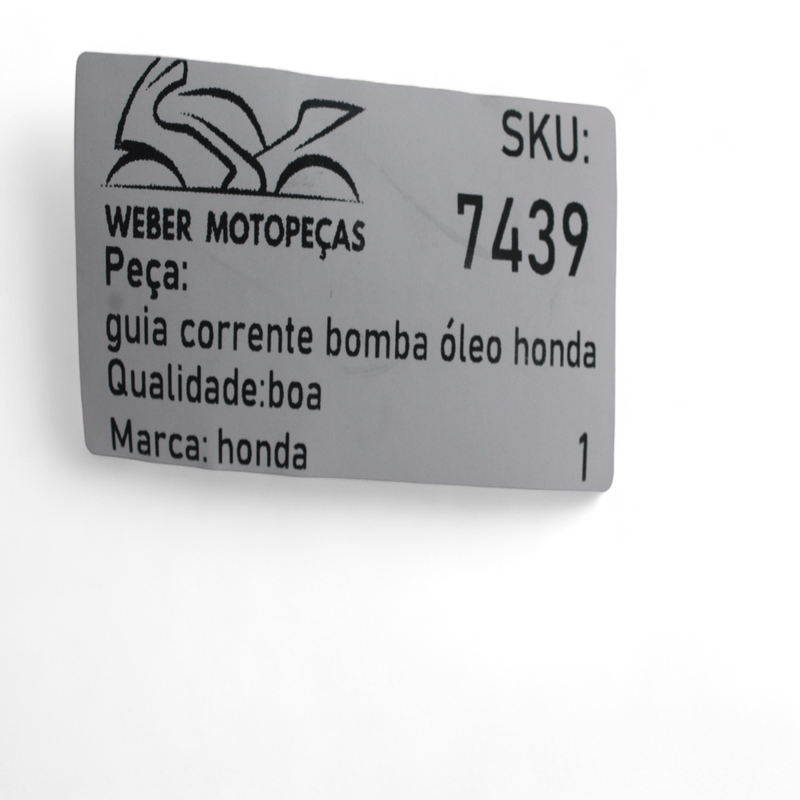 SKU:
7439
WEBER MOTOPEÇAS
Peça:
guia corrente bomba óleo honda
Qualidade:boa
Marca: honda
1